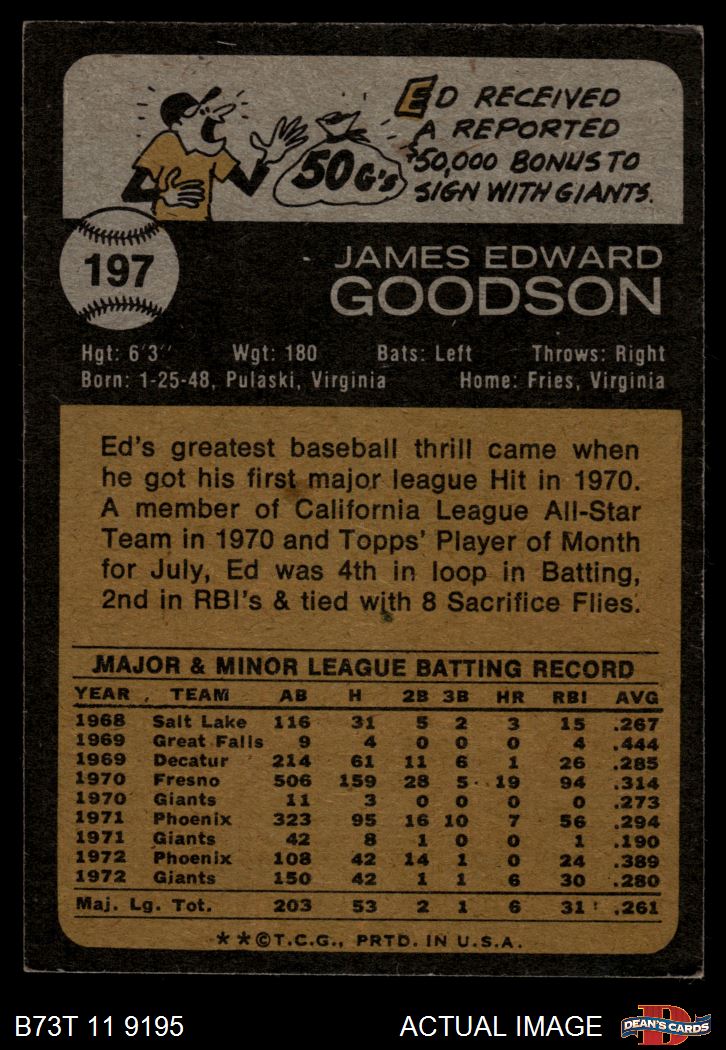 ED RECEIVED
A REPORTED
$50,000 BONUS TO
SIGN WITH GIANTS.
50 G's
197
JAMES EDWARD
GOODSON
Hgt: 6'3" Wgt: 180 Bats: Left Throws: Right
Born: 1-25-48, Pulaski, Virginia Home: Fries, Virginia
Ed's greatest baseball thrill came when
he got his first major league Hit in 1970.
A member of California League All-Star
Team in 1970 and Topps' Player of Month
for July, Ed was 4th in loop in Batting,
2nd in RBI's & tied with 8 Sacrifice Flies.
MAJOR & MINOR LEAGUE BATTING RECORD
YEAR TEAM AB H 2B 3B HR RBI AVG
1968 Salt Lake 116 31 5 2 3 15 .267
1969 Great Falls 9 4 0 0 0 4 .444
1969 Decatur 214 61 11 6 1 26 .285
1970 Fresno 506 159 28 5 19 94 .314
1970 Giants 11 3 0 0 0 0 .273
1971 Phoenix 323 95 16 10 7 56 .294
1971 Giants 42 8 1 0 0 1 .190
1972 Phoenix 108 42 14 1 0 24 .389
1972 Giants 150 42 1 1 6 30 .280
Maj. Lg. Tot. 203 53 2 1 6 31 .261
**©T.C.G., PRTD. IN U.S.A.
B73T 11 9195 ACTUAL IMAGE
D
DEAN'S CARDS